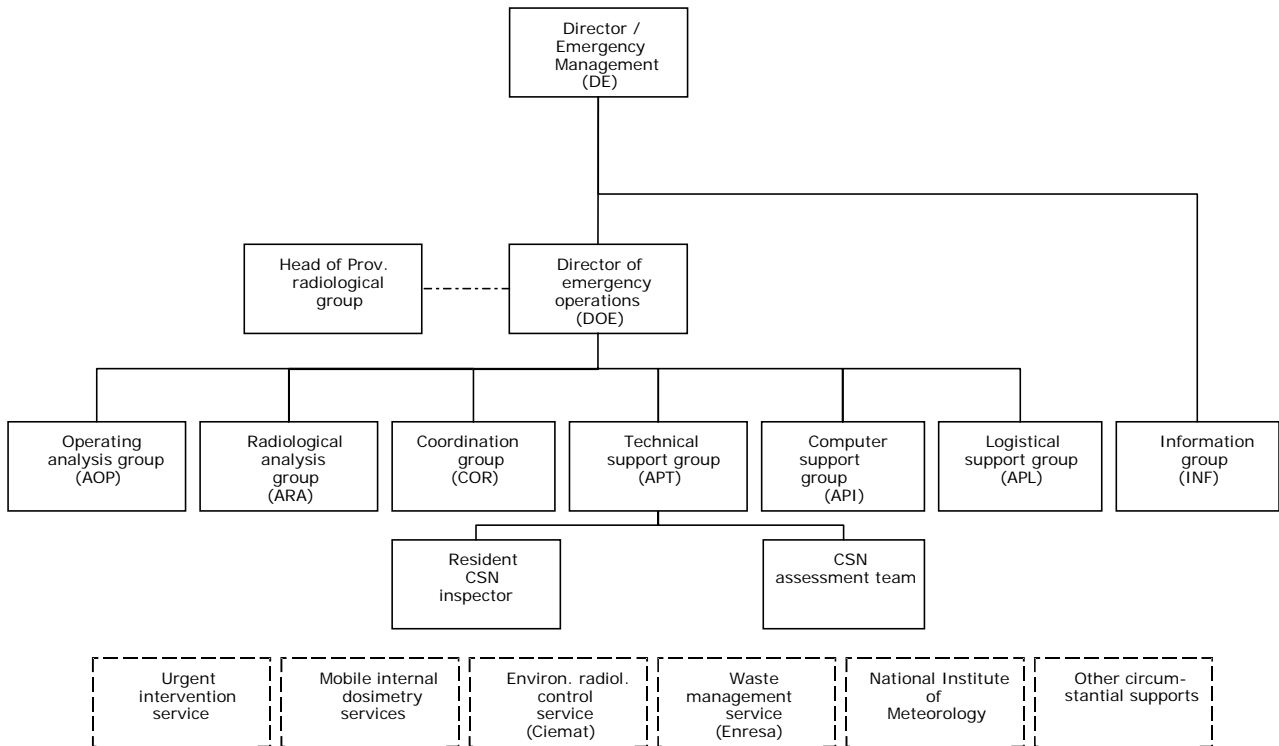 Director /
Emergency
Management
(DE)
Head of Prov.
radiological
group
Director of
emergency
operations
(DOE)
Operating
analysis group
(AOP)
Radiological
analysis
group
(ARA)
Coordination
group
(COR)
Technical
support group
(APT)
Computer
support
group
(API)
Logistical
support group
(APL)
Information
group
(INF)
Resident
CSN
inspector
CSN
assessment team
Urgent
intervention
service
Mobile internal
dosimetry
services
Environ. radiol.
control
service
(Ciemat)
Waste
management
service
(Enresa)
National Institute
of
Meteorology
Other circum-
stantial supports